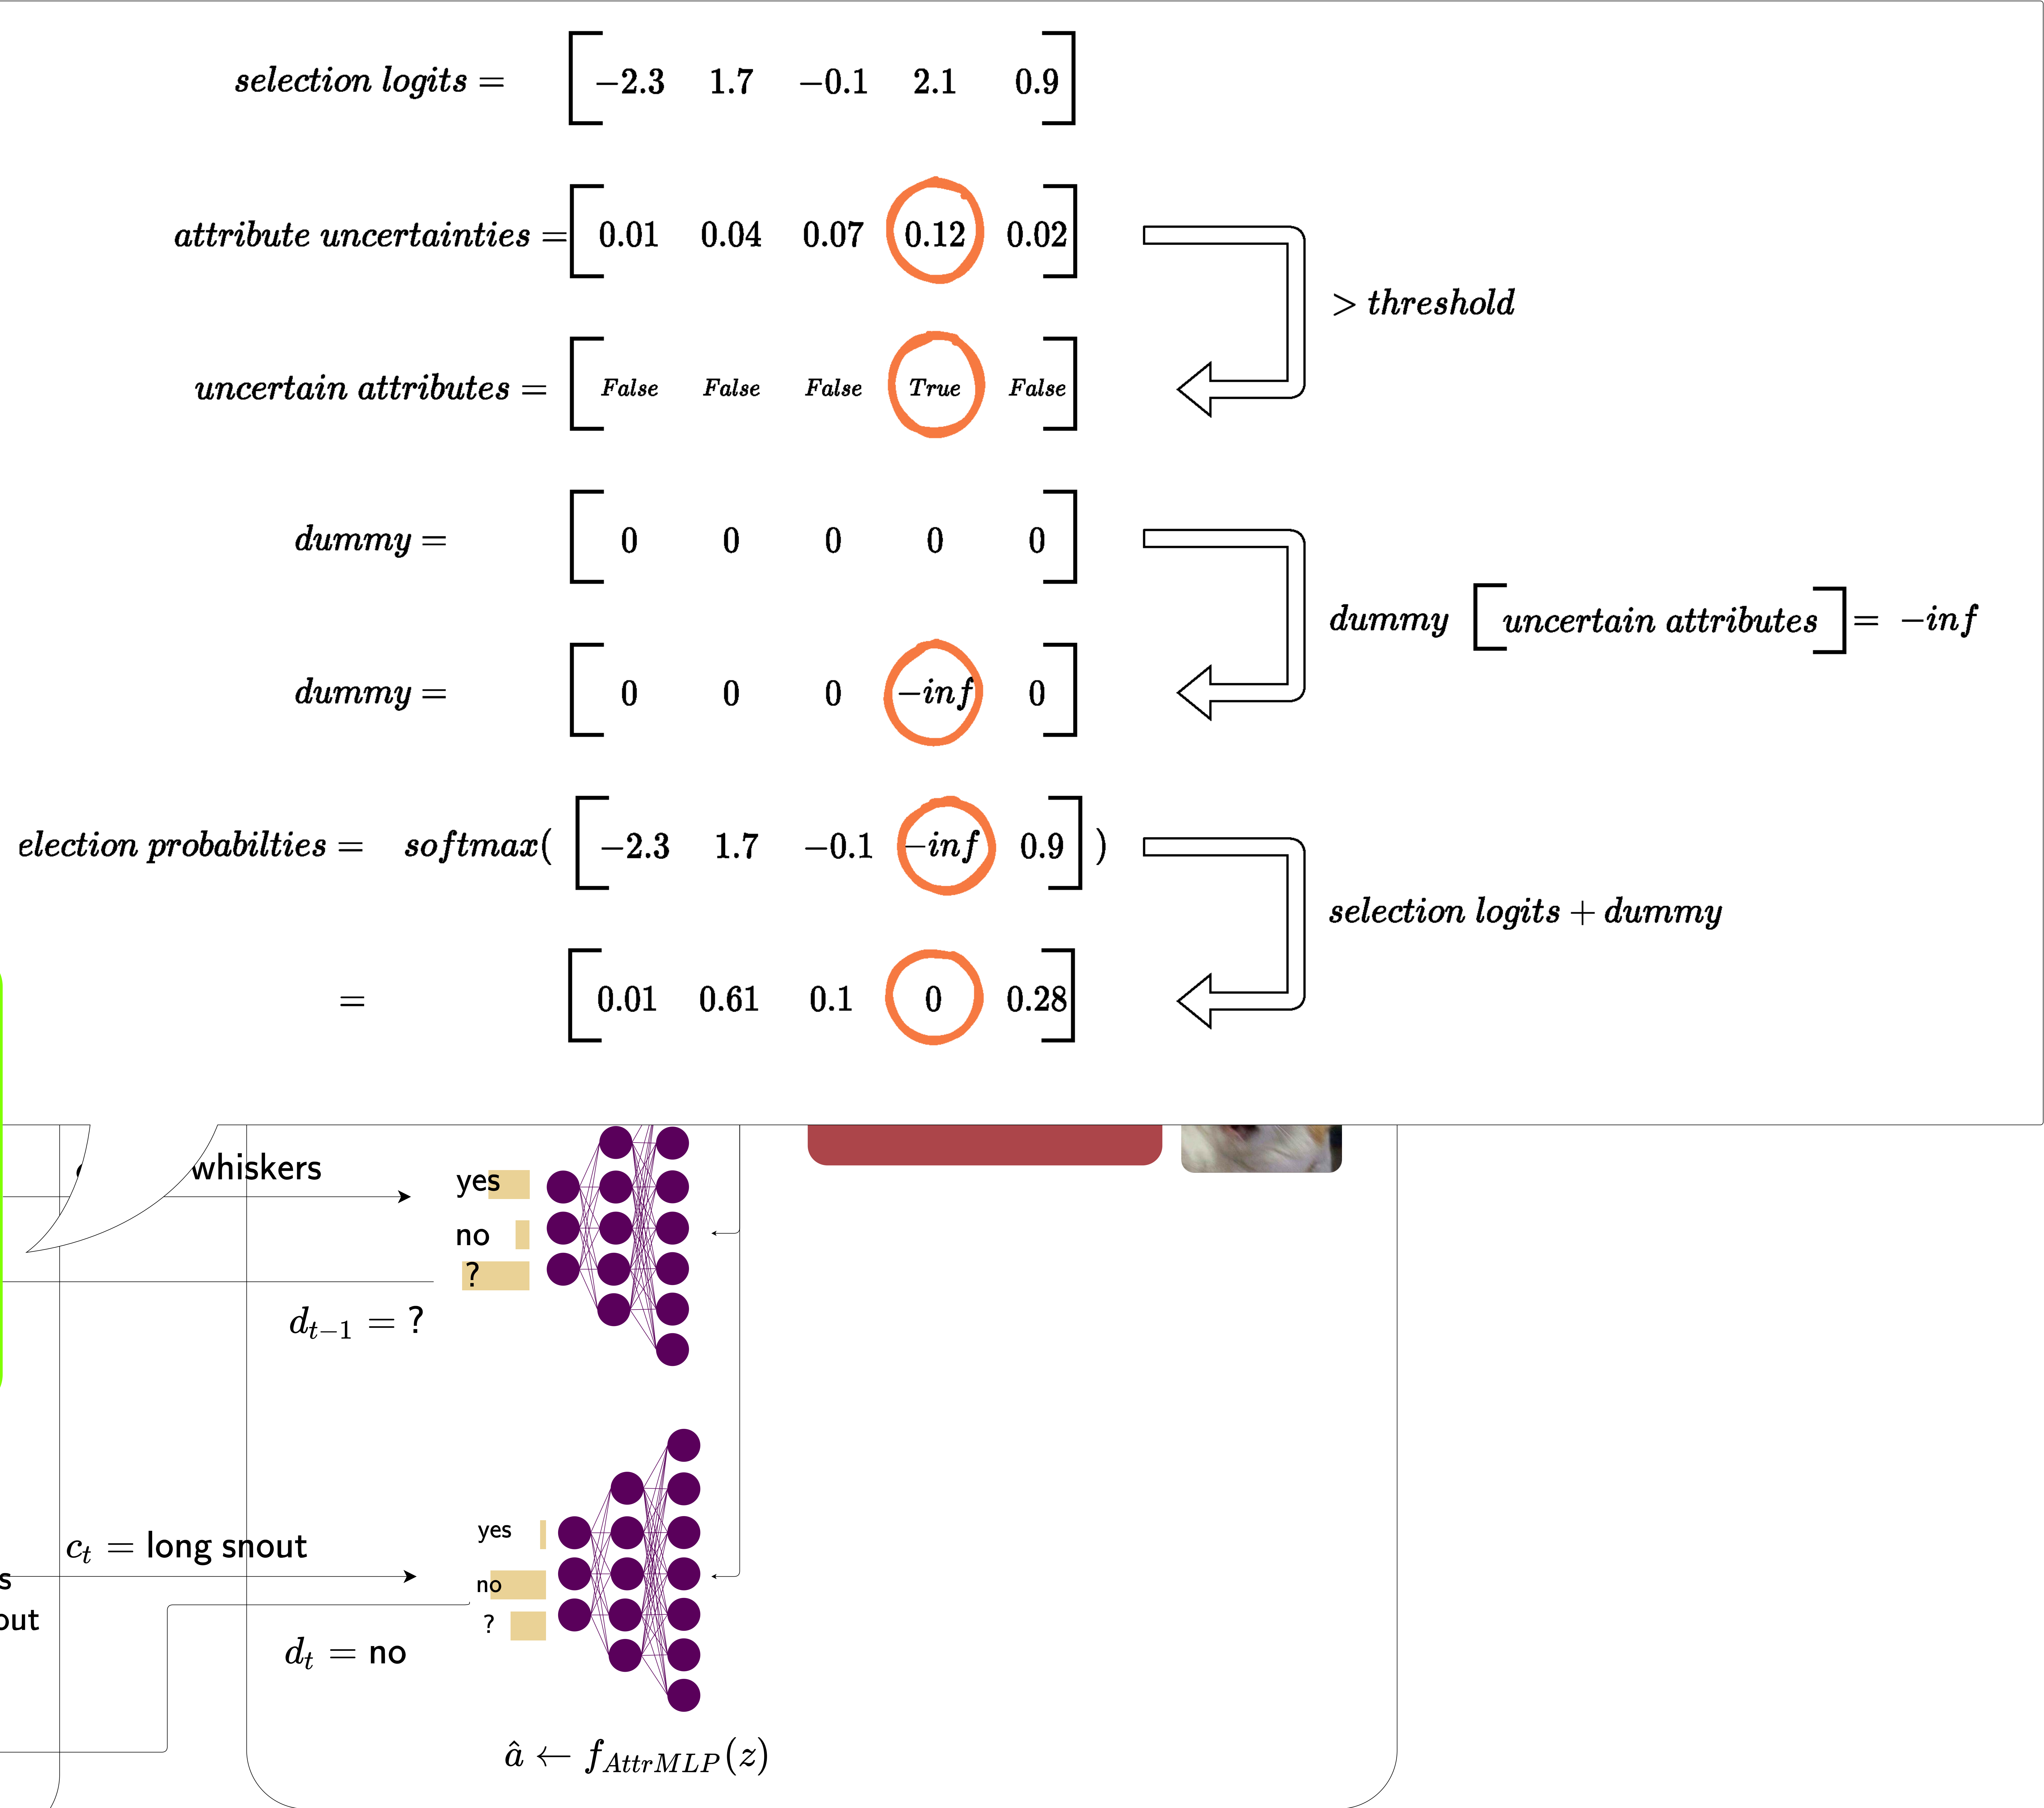 selection logits = [ −2.3 1.7 −0.1 2.1 0.9 ]
attribute uncertainties = [ 0.01 0.04 0.07 0.12 0.02 ]
> threshold
uncertain attributes = [ False False False True False ]
dummy = [ 0 0 0 0 0 ]
dummy [ uncertain attributes ] = −inf
dummy = [ 0 0 0 −inf 0 ]
election probabilties = softmax( [ −2.3 1.7 −0.1 −inf 0.9 ] )
selection logits + dummy
= [ 0.01 0.61 0.1 0 0.28 ]
whiskers
yes
no
?
d_{t−1} = ?
c_t = long snout
yes
no
?
s
out
d_t = no
â ← f_{AttrMLP}(z)